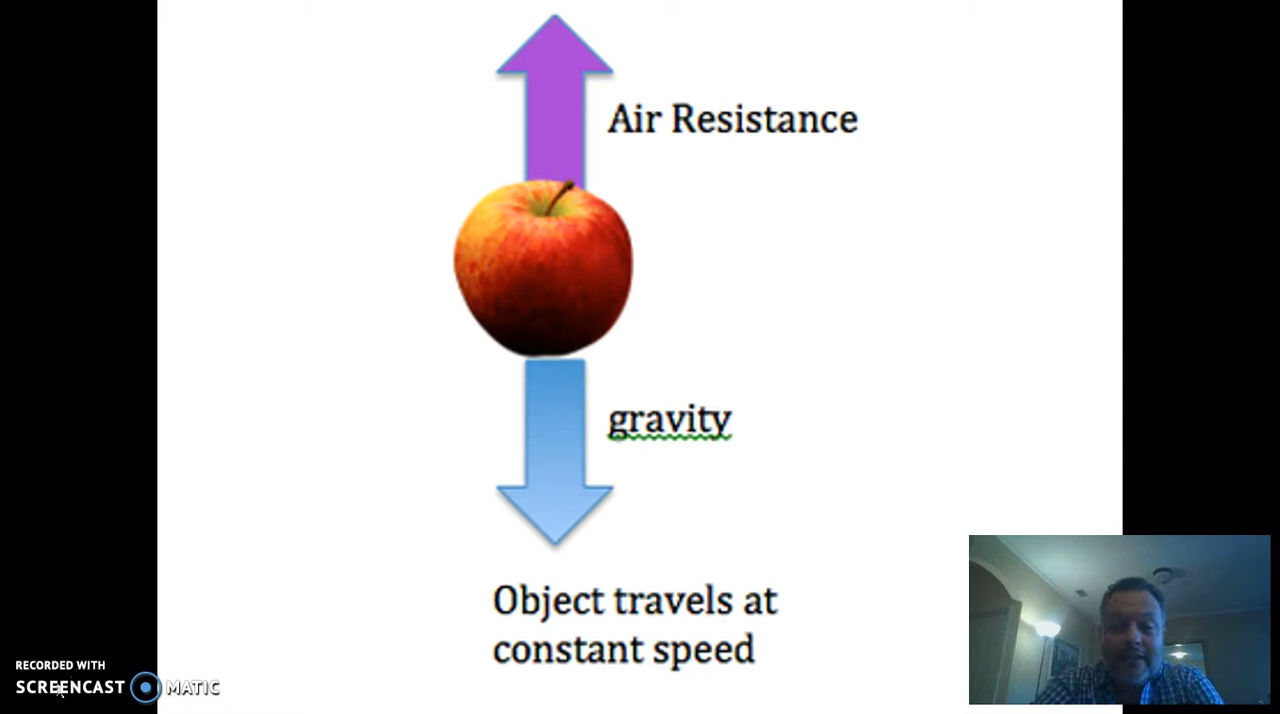 Air Resistance
gravity
Object travels at
constant speed
RECORDED WITH
SCREENCAST MATIC